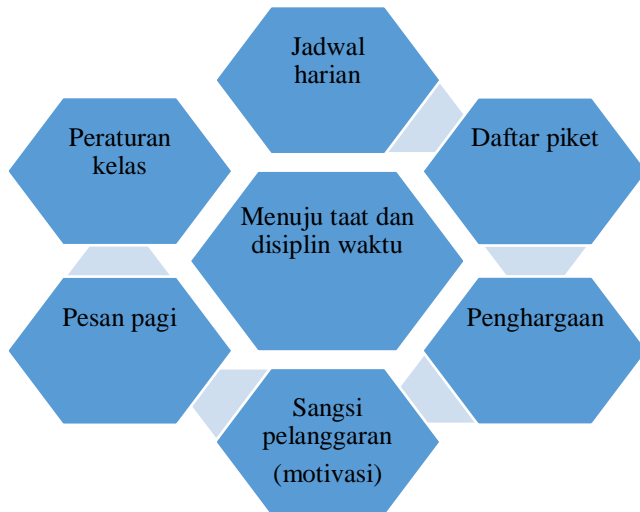 Jadwal
harian
Peraturan
kelas
Daftar piket
Menuju taat dan
disiplin waktu
Pesan pagi
Penghargaan
Sangsi
pelanggaran
(motivasi)